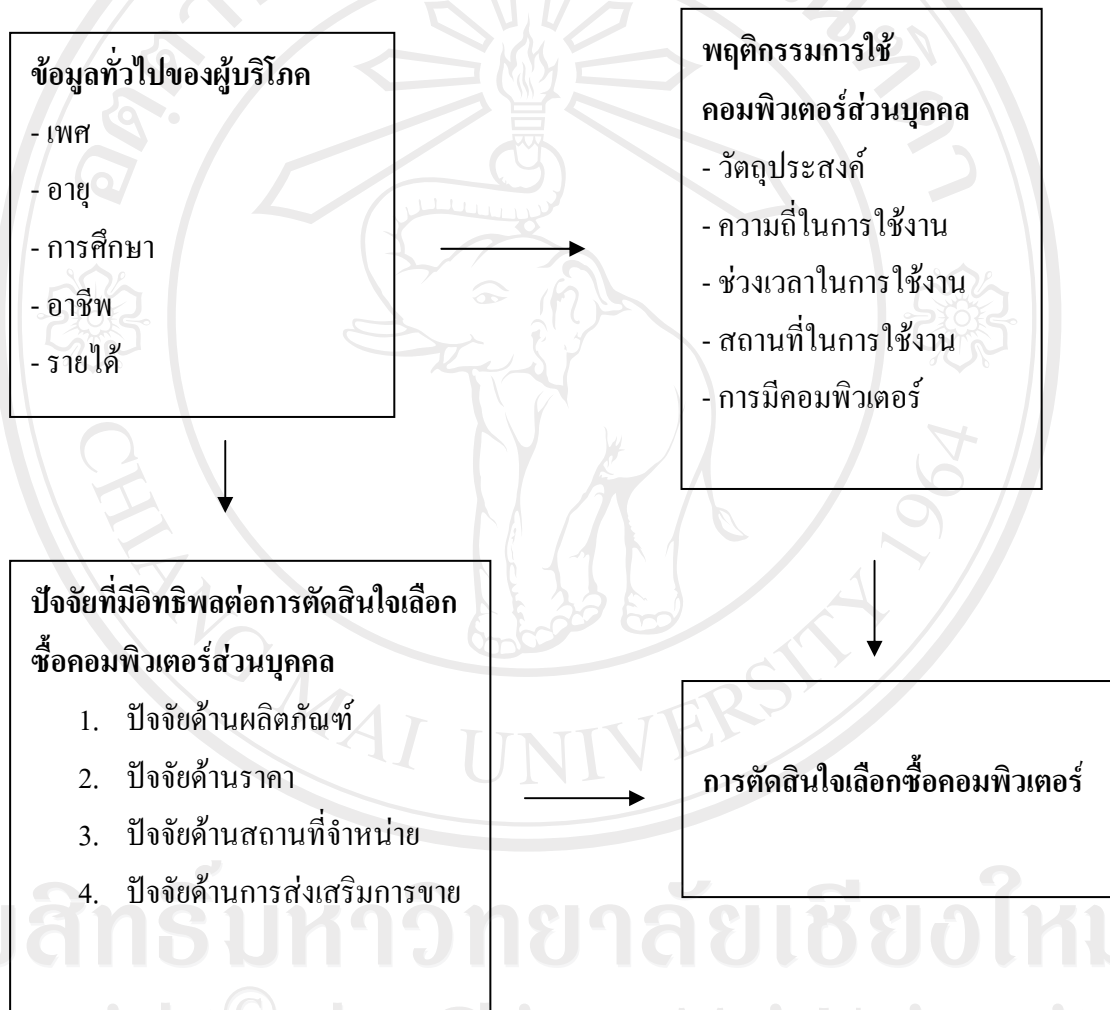 ข้อมูลทั่วไปของผู้บริโภค
- เพศ
- อายุ
- การศึกษา
- อาชีพ
- รายได้
พฤติกรรมการใช้
คอมพิวเตอร์ส่วนบุคคล
- วัตถุประสงค์
- ความถี่ในการใช้งาน
- ช่วงเวลาในการใช้งาน
- สถานที่ในการใช้งาน
- การมีคอมพิวเตอร์
ปัจจัยที่มีอิทธิพลต่อการตัดสินใจเลือก
ซื้อคอมพิวเตอร์ส่วนบุคคล
1. ปัจจัยด้านผลิตภัณฑ์
2. ปัจจัยด้านราคา
3. ปัจจัยด้านสถานที่จำหน่าย
4. ปัจจัยด้านการส่งเสริมการขาย
การตัดสินใจเลือกซื้อคอมพิวเตอร์
CHIANG MAI UNIVERSITY 1964